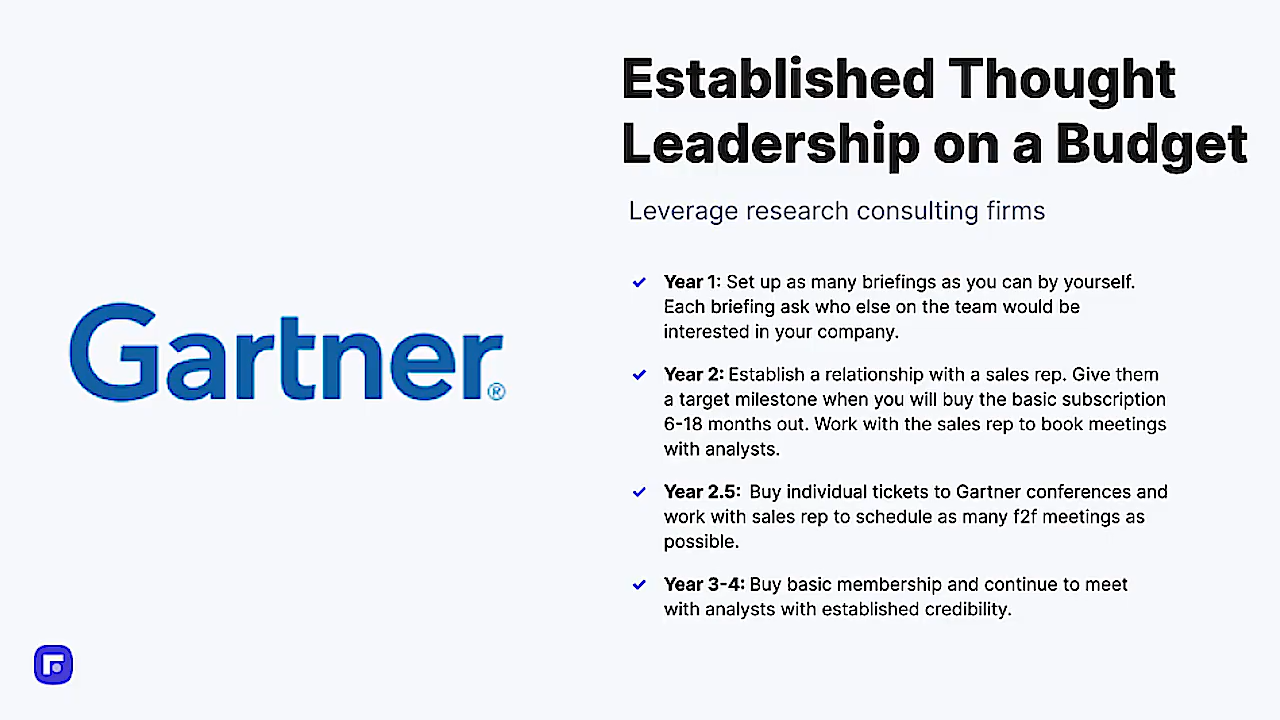 Established Thought
Leadership on a Budget
Leverage research consulting firms
Gartner®
✓ Year 1: Set up as many briefings as you can by yourself.
Each briefing ask who else on the team would be
interested in your company.
✓ Year 2: Establish a relationship with a sales rep. Give them
a target milestone when you will buy the basic subscription
6-18 months out. Work with the sales rep to book meetings
with analysts.
✓ Year 2.5: Buy individual tickets to Gartner conferences and
work with sales rep to schedule as many f2f meetings as
possible.
✓ Year 3-4: Buy basic membership and continue to meet
with analysts with established credibility.